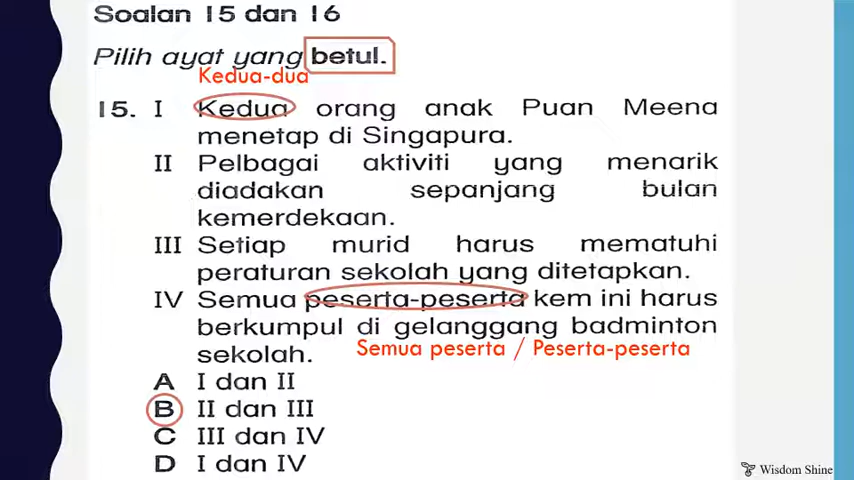 Soalan 15 dan 16
Pilih ayat yang betul.
Kedua-dua
15. I Kedua orang anak Puan Meena
menetap di Singapura.
II Pelbagai aktiviti yang menarik
diadakan sepanjang bulan
kemerdekaan.
III Setiap murid harus mematuhi
peraturan sekolah yang ditetapkan.
IV Semua peserta-peserta kem ini harus
berkumpul di gelanggang badminton
sekolah. Semua peserta / Peserta-peserta
A I dan II
B II dan III
C III dan IV
D I dan IV
Wisdom Shine